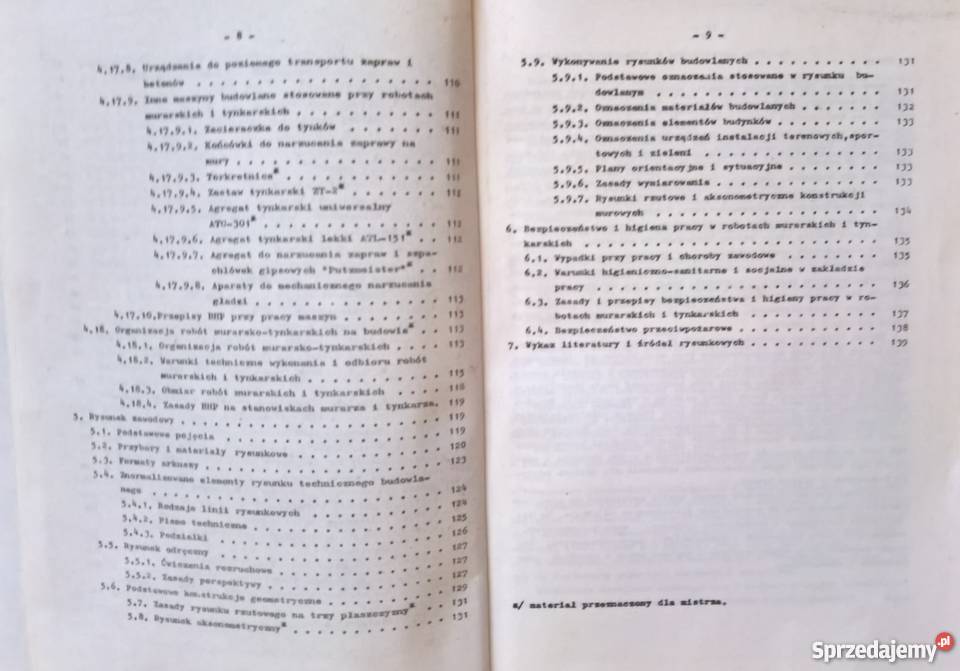 - 8 -
4.17.8. Urządzenia do poziomego transportu zapraw i
betonów . . . . . . . . . . . . . . . . . . 110
4.17.9. Inne maszyny budowlane stosowane przy robotach
murarskich i tynkarskich . . . . . . . . . . 111
4.17.9.1. Zacieraczka do tynków . . . . . . . 111
4.17.9.2. Końcówki do narzucania zaprawy na
mury . . . . . . . . . . . . . . . 111
4.17.9.3. Torkretnica* . . . . . . . . . . . 111
4.17.9.4. Zestaw tynkarski ZT-2* . . . . . . 112
4.17.9.5. Agregat tynkarski uniwersalny
ATU-301* . . . . . . . . . . . . . 112
4.17.9.6. Agregat tynkarski lekki ATL-151* . . 112
4.17.9.7. Agregat do narzucania zapraw i szpa-
chlówek gipsowych "Putzmeister"* . . 112
4.17.9.8. Aparaty do mechanicznego narzucania
gładzi . . . . . . . . . . . . . . 113
4.17.10.Przepisy BHP przy pracy maszyn . . . . . . 113
4.18. Organizacja robót murarsko-tynkarskich na budowie* . . 113
4.18.1. Organizacja robót murarsko-tynkarskich . . . . 113
4.18.2. Warunki techniczne wykonania i odbioru robót
murarskich i tynkarskich . . . . . . . . . . 115
4.18.3. Obmiar robót murarskich i tynkarskich . . . . 118
4.18.4. Zasady BHP na stanowiskach murarza i tynkarza. 119
5. Rysunek zawodowy . . . . . . . . . . . . . . . . . . 119
5.1. Podstawowe pojęcia . . . . . . . . . . . . . . . 119
5.2. Przybory i materiały rysunkowe . . . . . . . . . . 120
5.3. Formaty arkuszy . . . . . . . . . . . . . . . . . 123
5.4. Znormalizowane elementy rysunku technicznego budowla-
nego . . . . . . . . . . . . . . . . . . . . . 124
5.4.1. Rodzaje linii rysunkowych . . . . . . . . . 124
5.4.2. Pismo techniczne . . . . . . . . . . . . . 125
5.4.3. Podziałki . . . . . . . . . . . . . . . . 126
5.5. Rysunek odręczny . . . . . . . . . . . . . . . . 127
5.5.1. Ćwiczenia rozruchowe . . . . . . . . . . . 127
5.5.2. Zasady perspektywy . . . . . . . . . . . . 127
5.6. Podstawowe konstrukcje geometryczne . . . . . . . . 129
5.7. Zasady rysunku rzutowego na trzy płaszczyzny* . . . 131
5.8. Rysunek aksonometryczny* . . . . . . . . . . . . 131
- 9 -
5.9. Wykonywanie rysunków budowlanych . . . . . . . . . . 131
5.9.1. Podstawowe oznaczenia stosowane w rysunku bu-
dowlanym . . . . . . . . . . . . . . . . . 131
5.9.2. Oznaczenia materiałów budowlanych . . . . . . 132
5.9.3. Oznaczenia elementów budynków . . . . . . . . 133
5.9.4. Oznaczenia urządzeń instalacji terenowych,spor-
towych i zieleni . . . . . . . . . . . . . 133
5.9.5. Plany orientacyjne i sytuacyjne . . . . . . . 133
5.9.6. Zasady wymiarowania . . . . . . . . . . . . 133
5.9.7. Rysunki rzutowe i aksonometryczne konstrukcji
murowych . . . . . . . . . . . . . . . . . 134
6. Bezpieczeństwo i higiena pracy w robotach murarskich i tyn-
karskich . . . . . . . . . . . . . . . . . . . . . 135
6.1. Wypadki przy pracy i choroby zawodowe . . . . . . . 135
6.2. Warunki higieniczno-sanitarne i socjalne w zakładzie
pracy . . . . . . . . . . . . . . . . . . . . 136
6.3. Zasady i przepisy bezpieczeństwa i higieny pracy w ro-
botach murarskich i tynkarskich . . . . . . . . . 137
6.4. Bezpieczeństwo przeciwpożarowe . . . . . . . . . . 138
7. Wykaz literatury i źródeł rysunkowych . . . . . . . . . 139
*/ materiał przeznaczony dla mistrza.
Sprzedajemy.pl